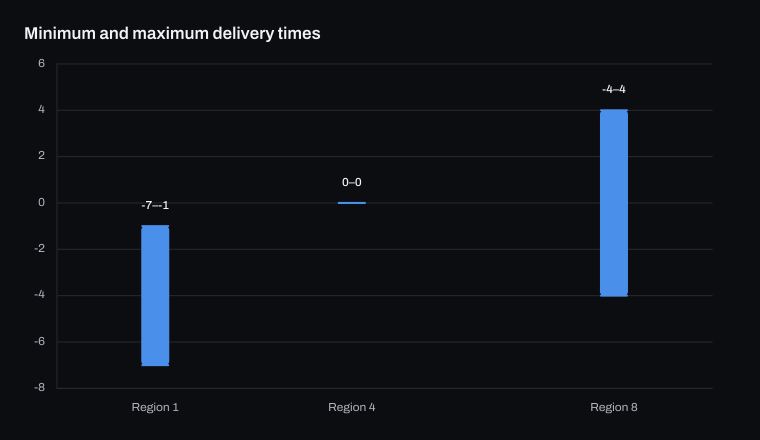 Minimum and maximum delivery times
6
4
2
0
-2
-4
-6
-8
-7–-1
0–0
-4–4
Region 1
Region 4
Region 8